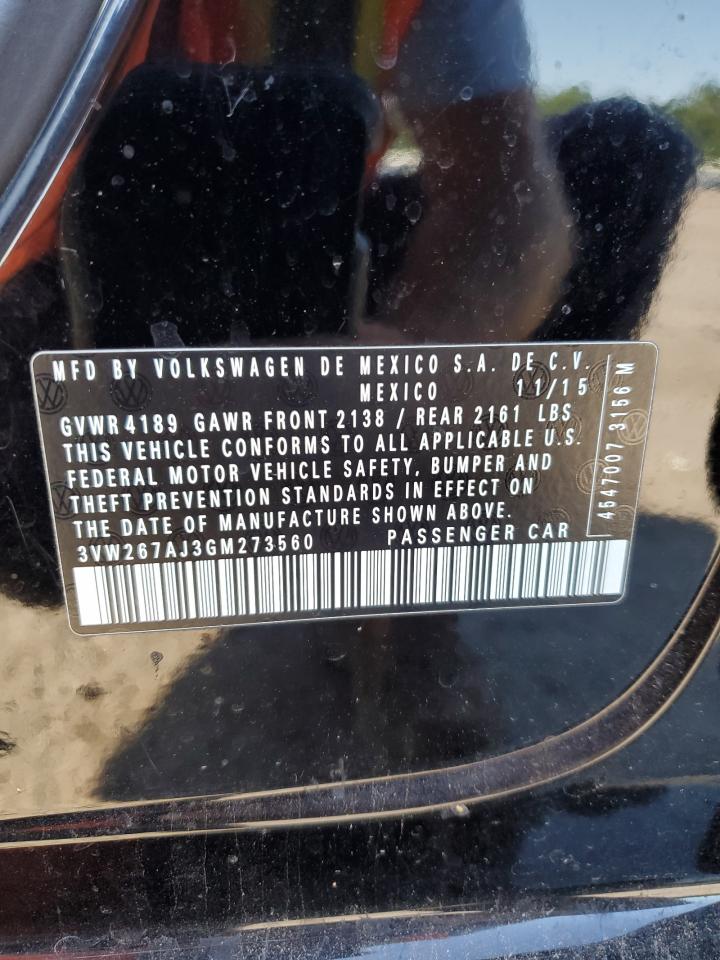 MFD BY VOLKSWAGEN DE MEXICO S.A. DE C.V.
MEXICO 11/15
GVWR 4189 GAWR FRONT 2138 / REAR 2161 LBS
THIS VEHICLE CONFORMS TO ALL APPLICABLE U.S.
FEDERAL MOTOR VEHICLE SAFETY, BUMPER AND
THEFT PREVENTION STANDARDS IN EFFECT ON
THE DATE OF MANUFACTURE SHOWN ABOVE.
3VW267AJ3GM273560 PASSENGER CAR
4647007 3156 M